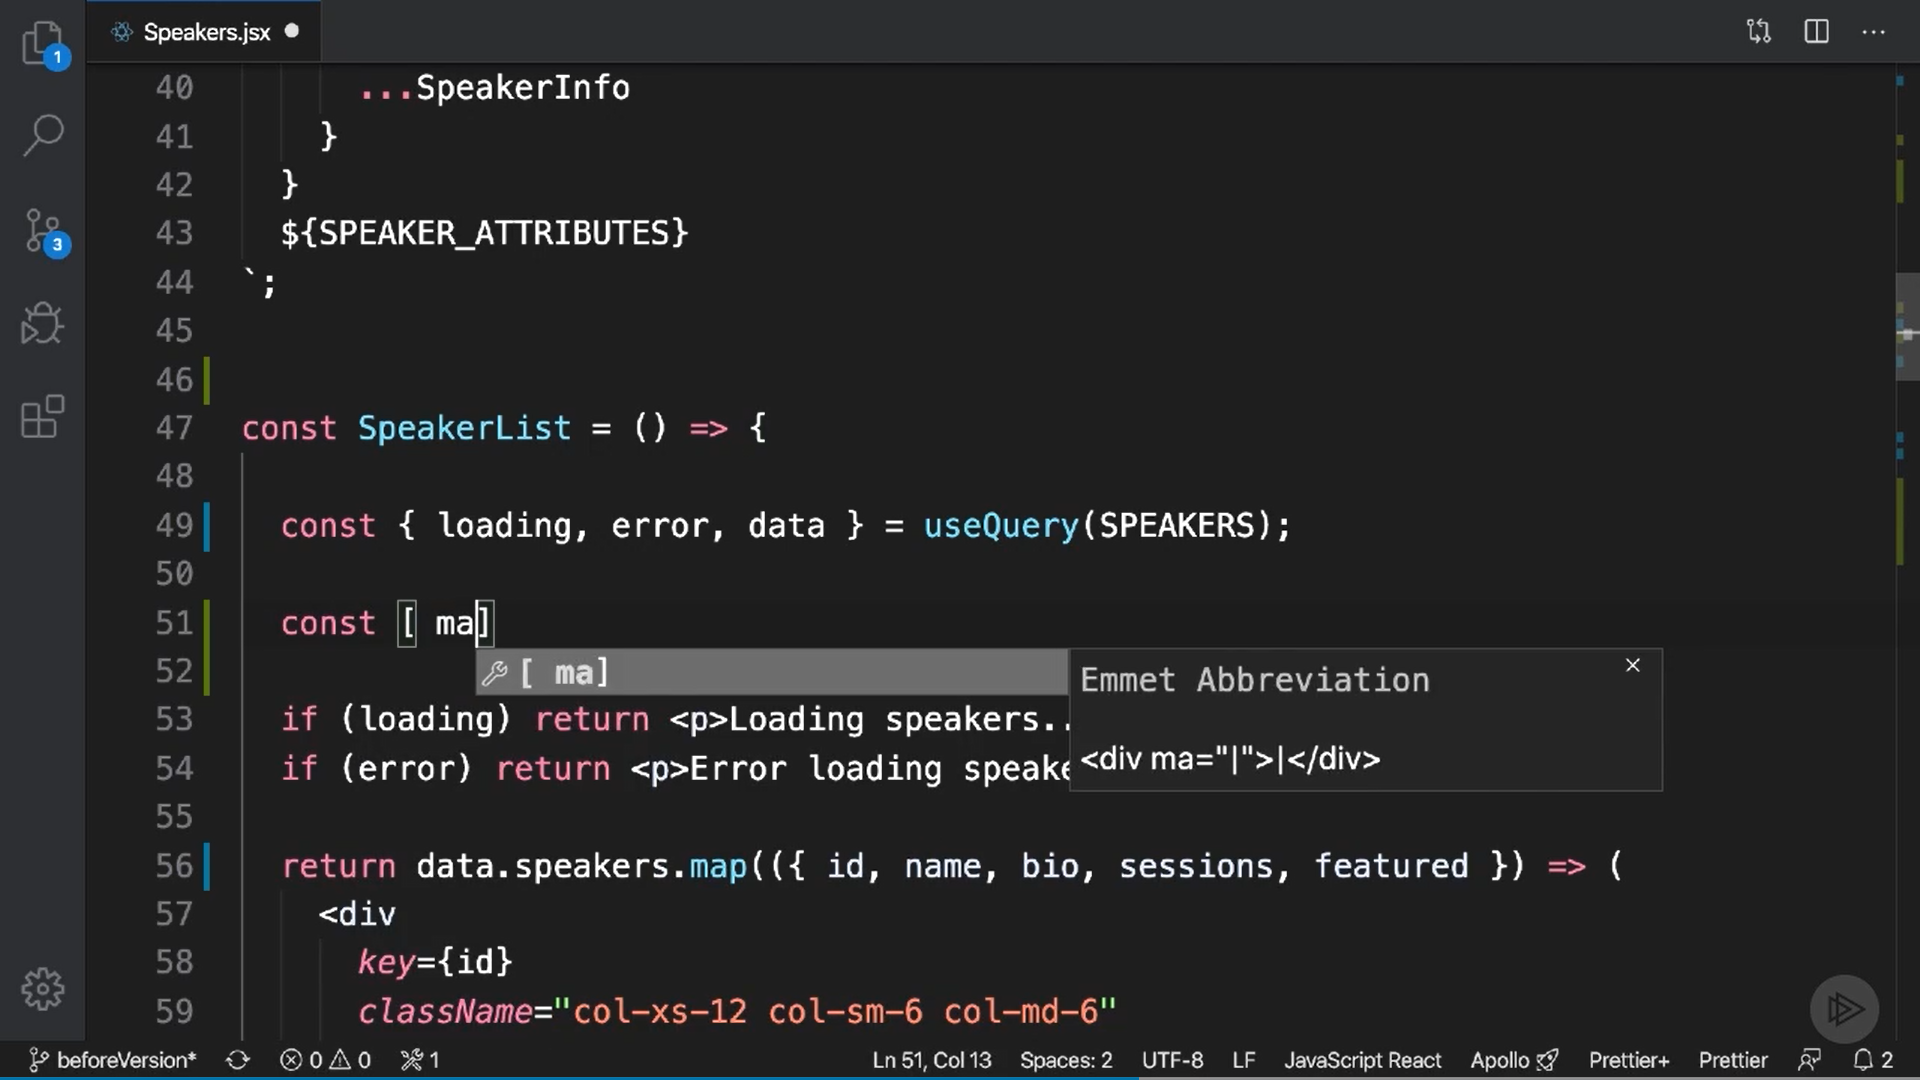 Speakers.jsx
1
3
40 ...SpeakerInfo
41 }
42 }
43 ${SPEAKER_ATTRIBUTES}
44 `;
45
46
47 const SpeakerList = () => {
48
49 const { loading, error, data } = useQuery(SPEAKERS);
50
51 const [ ma]
52 [ ma]
Emmet Abbreviation
<div ma="|">|</div>
53 if (loading) return <p>Loading speakers..
54 if (error) return <p>Error loading speake
55
56 return data.speakers.map(({ id, name, bio, sessions, featured }) => (
57 <div
58 key={id}
59 className="col-xs-12 col-sm-6 col-md-6"
beforeVersion* 0 0 1 Ln 51, Col 13 Spaces: 2 UTF-8 LF JavaScript React Apollo Prettier+ Prettier 2